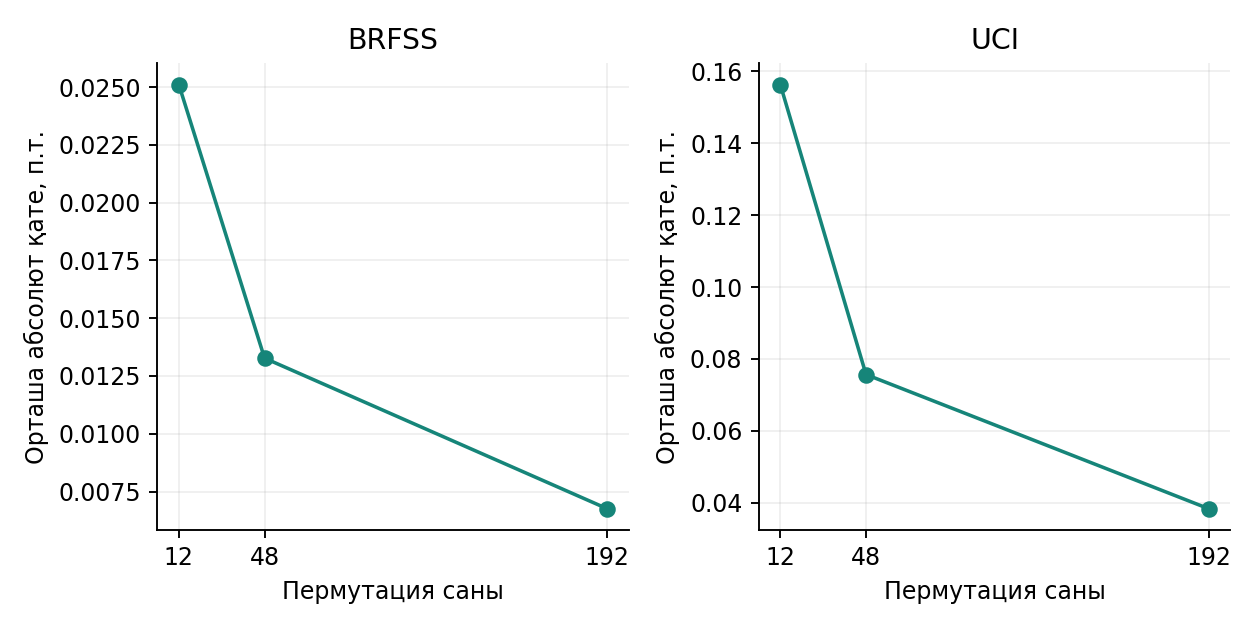 BRFSS
Орташа абсолют қате, п.т.
0.0250
0.0225
0.0200
0.0175
0.0150
0.0125
0.0100
0.0075
12 48 192
Пермутация саны
UCI
Орташа абсолют қате, п.т.
0.16
0.14
0.12
0.10
0.08
0.06
0.04
12 48 192
Пермутация саны